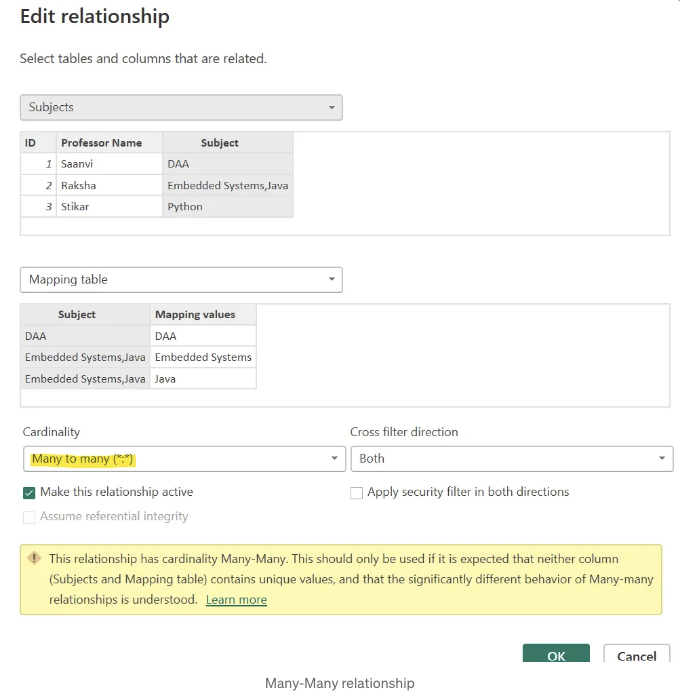 Edit relationship
Select tables and columns that are related.
Subjects
ID Professor Name Subject
1 Saanvi DAA
2 Raksha Embedded Systems,Java
3 Stikar Python
Mapping table
Subject Mapping values
DAA DAA
Embedded Systems,Java Embedded Systems
Embedded Systems,Java Java
Cardinality Cross filter direction
Many to many (*:*) Both
Make this relationship active Apply security filter in both directions
Assume referential integrity
This relationship has cardinality Many-Many. This should only be used if it is expected that neither column
(Subjects and Mapping table) contains unique values, and that the significantly different behavior of Many-many
relationships is understood. Learn more
OK Cancel
Many-Many relationship